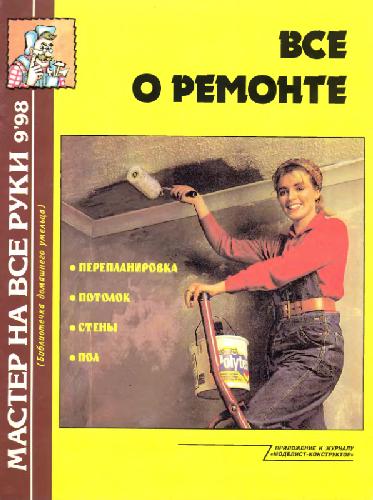 ВСЕ
О РЕМОНТЕ
МАСТЕР НА ВСЕ РУКИ 9'98
(Библиотечка домашнего умельца)
• ПЕРЕПЛАНИРОВКА
• ПОТОЛОК
• СТЕНЫ
• ПОЛ
Polytex
ПРИЛОЖЕНИЕ К ЖУРНАЛУ
«МОДЕЛИСТ-КОНСТРУКТОР»